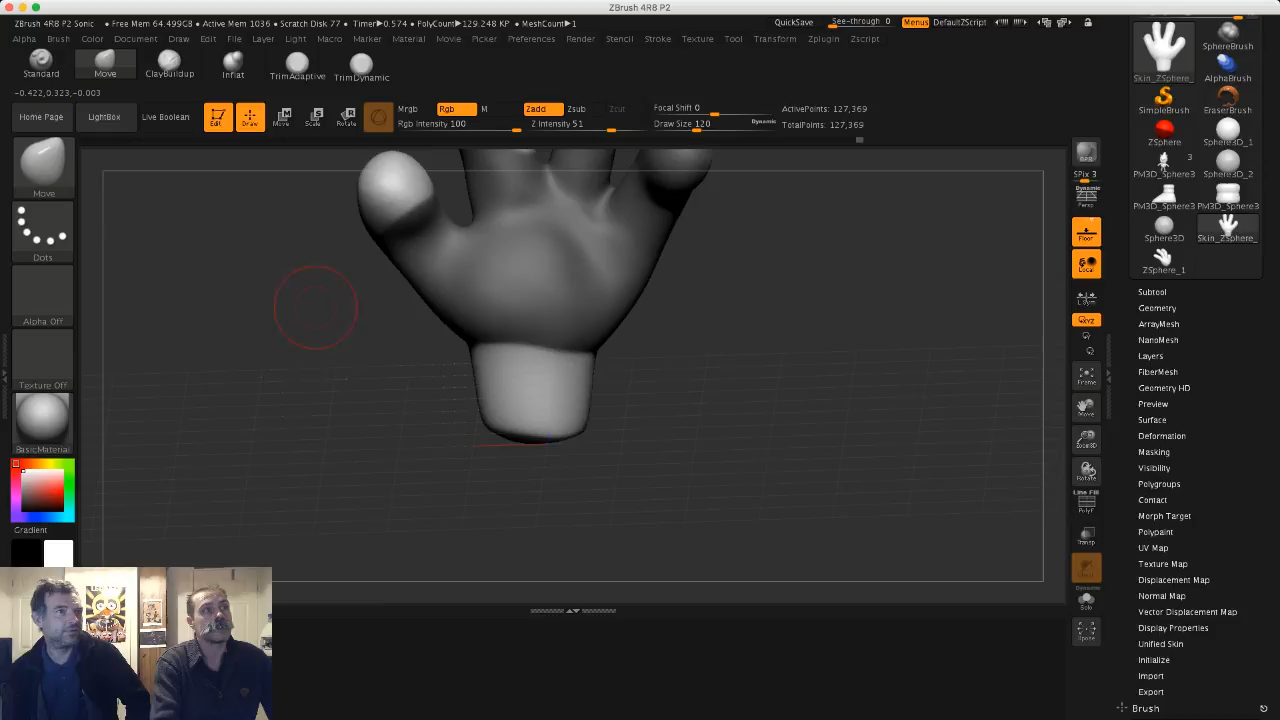 ZBrush 4R8 P2
ZBrush 4R8 P2 Sonic • Free Mem 64.499GB • Active Mem 1036 • Scratch Disk 77 • Timer▶0.574 • PolyCount▶129.248 KP • MeshCount▶1
QuickSave See-through 0 Menus DefaultZScript
Alpha Brush Color Document Draw Edit File Layer Light Macro Marker Material Movie Picker Preferences Render Stencil Stroke Texture Tool Transform Zplugin Zscript
Standard Move ClayBuildup Inflat TrimAdaptive TrimDynamic
-0.422,0.323,-0.003
Home Page LightBox Live Boolean Edit Draw Move Scale Rotate
Mrgb Rgb M
Rgb Intensity 100
Zadd Zsub Zcut
Z Intensity 51
Focal Shift 0
Draw Size 120 Dynamic
ActivePoints: 127,369
TotalPoints: 127,369
Move
Dots
Alpha Off
Texture Off
BasicMaterial
Gradient
BPR
SPix 3
Dynamic
Persp
Floor
Local
L.Sym
XYZ
Frame
Move
Zoom3D
Rotate
Line Fill
PolyF
Transp
Dynamic
Solo
Xpose
Skin_ZSphere_
SphereBrush
AlphaBrush
SimpleBrush EraserBrush
ZSphere Sphere3D_1
3
PM3D_Sphere3 Sphere3D_2
PM3D_Sphere3 PM3D_Sphere3
Sphere3D Skin_ZSphere_
ZSphere_1
Subtool
Geometry
ArrayMesh
NanoMesh
Layers
FiberMesh
Geometry HD
Preview
Surface
Deformation
Masking
Visibility
Polygroups
Contact
Morph Target
Polypaint
UV Map
Texture Map
Displacement Map
Normal Map
Vector Displacement Map
Display Properties
Unified Skin
Initialize
Import
Export
Brush